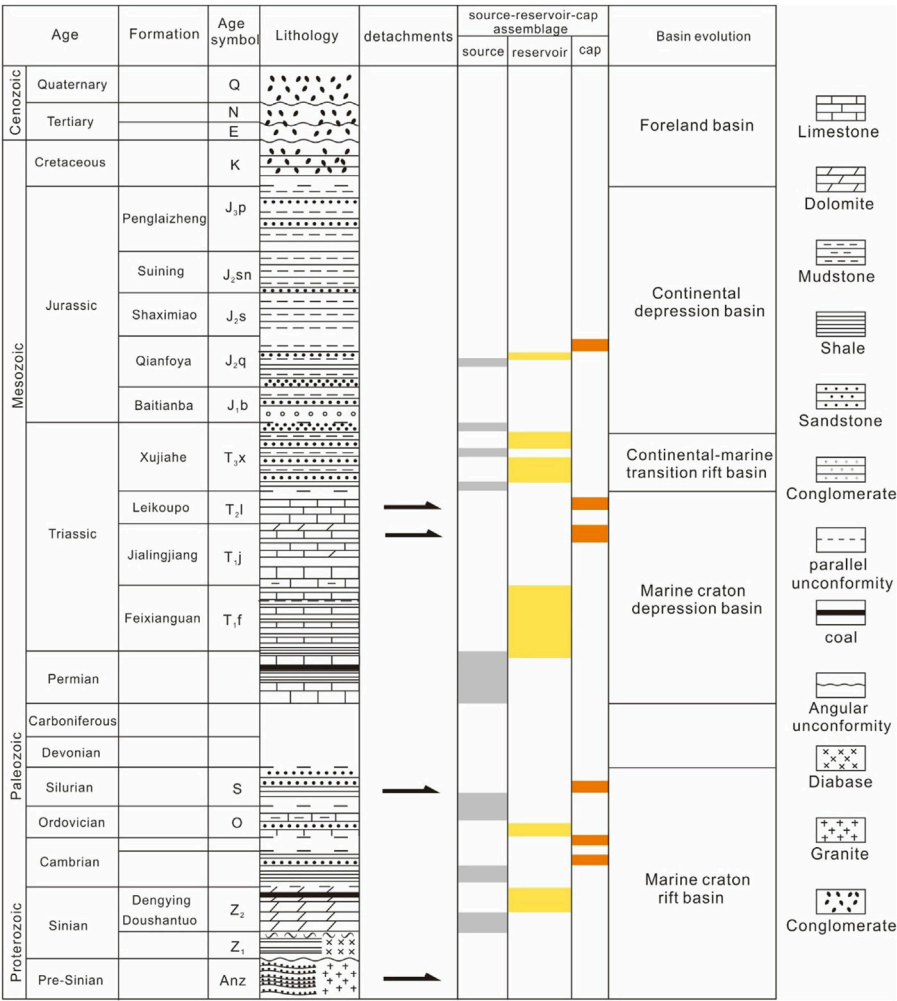 Age
Formation
Age
symbol
Lithology
detachments
source-reservoir-cap
assemblage
source
reservoir
cap
Basin evolution
Cenozoic
Quaternary
Q
Tertiary
N
E
Foreland basin
Mesozoic
Cretaceous
K
Jurassic
Penglaizheng
J₃p
Suining
J₂sn
Shaximiao
J₂s
Qianfoya
J₂q
Baitianba
J₁b
Continental
depression basin
Triassic
Xujiahe
T₃x
Continental-marine
transition rift basin
Leikoupo
T₂l
Jialingjiang
T₁j
Feixianguan
T₁f
Marine craton
depression basin
Paleozoic
Permian
Carboniferous
Devonian
Silurian
S
Ordovician
O
Cambrian
Marine craton
rift basin
Proterozoic
Sinian
Dengying
Doushantuo
Z₂
Z₁
Pre-Sinian
Anz
Limestone
Dolomite
Mudstone
Shale
Sandstone
Conglomerate
parallel
unconformity
coal
Angular
unconformity
Diabase
Granite
Conglomerate